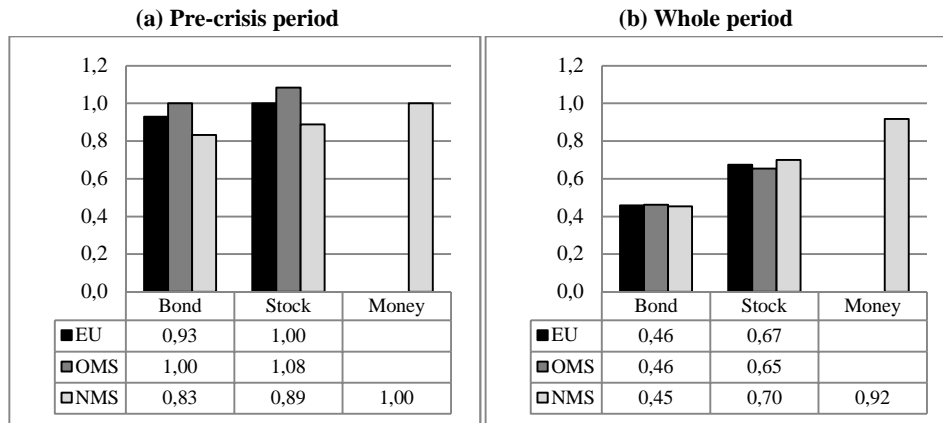 (a) Pre-crisis period
1,2
1,0
0,8
0,6
0,4
0,2
0,0
Bond Stock Money
EU 0,93 1,00
OMS 1,00 1,08
NMS 0,83 0,89 1,00
(b) Whole period
1,2
1,0
0,8
0,6
0,4
0,2
0,0
Bond Stock Money
EU 0,46 0,67
OMS 0,46 0,65
NMS 0,45 0,70 0,92